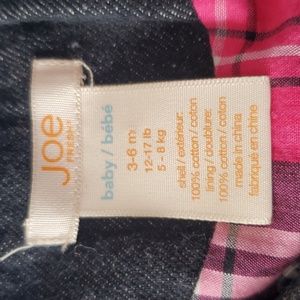 Joe
FRESH
baby / bébé
3-6 m
12-17 lb
5 - 8 kg
shell / extérieur:
100% cotton / coton
lining / doublure:
100% cotton / coton
made in china
fabriqué en chine